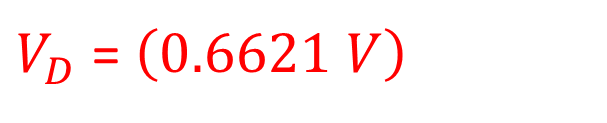 V_D = (0.6621 V)